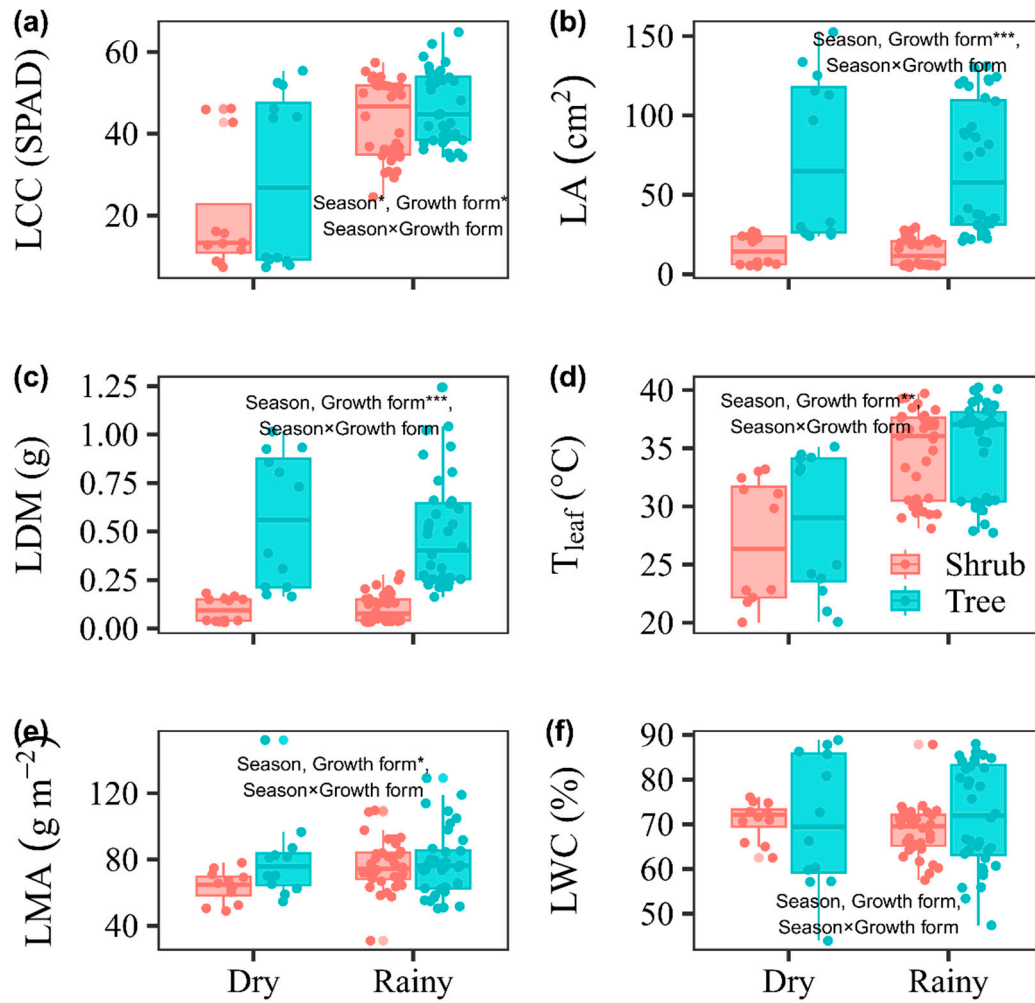 (a)
LCC (SPAD)
60
40
20
Season*, Growth form*
Season×Growth form
(b)
LA (cm²)
150
100
50
0
Season, Growth form***,
Season×Growth form
(c)
LDM (g)
1.25
1.00
0.75
0.50
0.25
0.00
Season, Growth form***,
Season×Growth form
(d)
Tleaf (°C)
40
35
30
25
20
Season, Growth form**,
Season×Growth form
Shrub
Tree
(e)
LMA (g m⁻²)
120
80
40
Season, Growth form*,
Season×Growth form
Dry
Rainy
(f)
LWC (%)
90
80
70
60
50
Season, Growth form,
Season×Growth form
Dry
Rainy